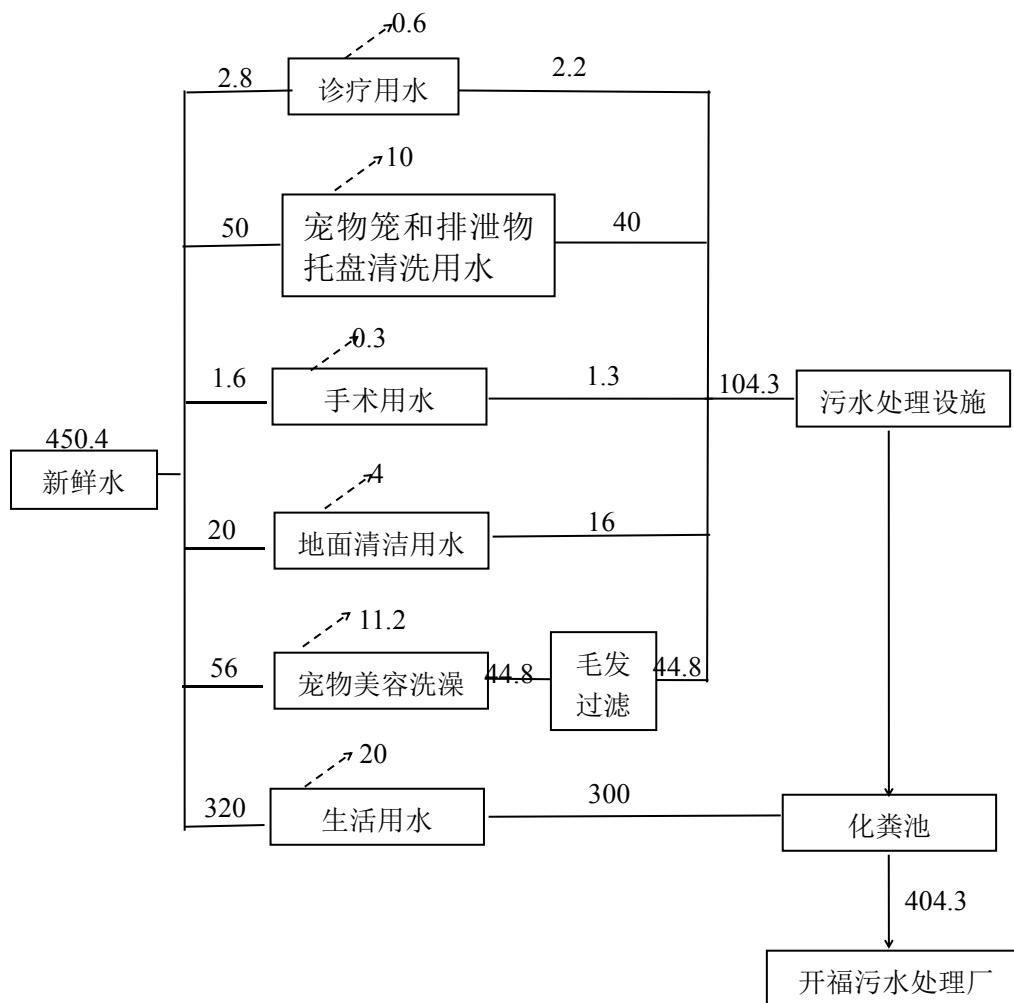 0.6
2.8
诊疗用水
2.2
10
50
宠物笼和排泄物
托盘清洗用水
40
0.3
1.6
手术用水
1.3
104.3
污水处理设施
450.4
新鲜水
4
20
地面清洁用水
16
11.2
56
宠物美容洗澡
44.8
毛发
过滤
44.8
20
320
生活用水
300
化粪池
404.3
开福污水处理厂